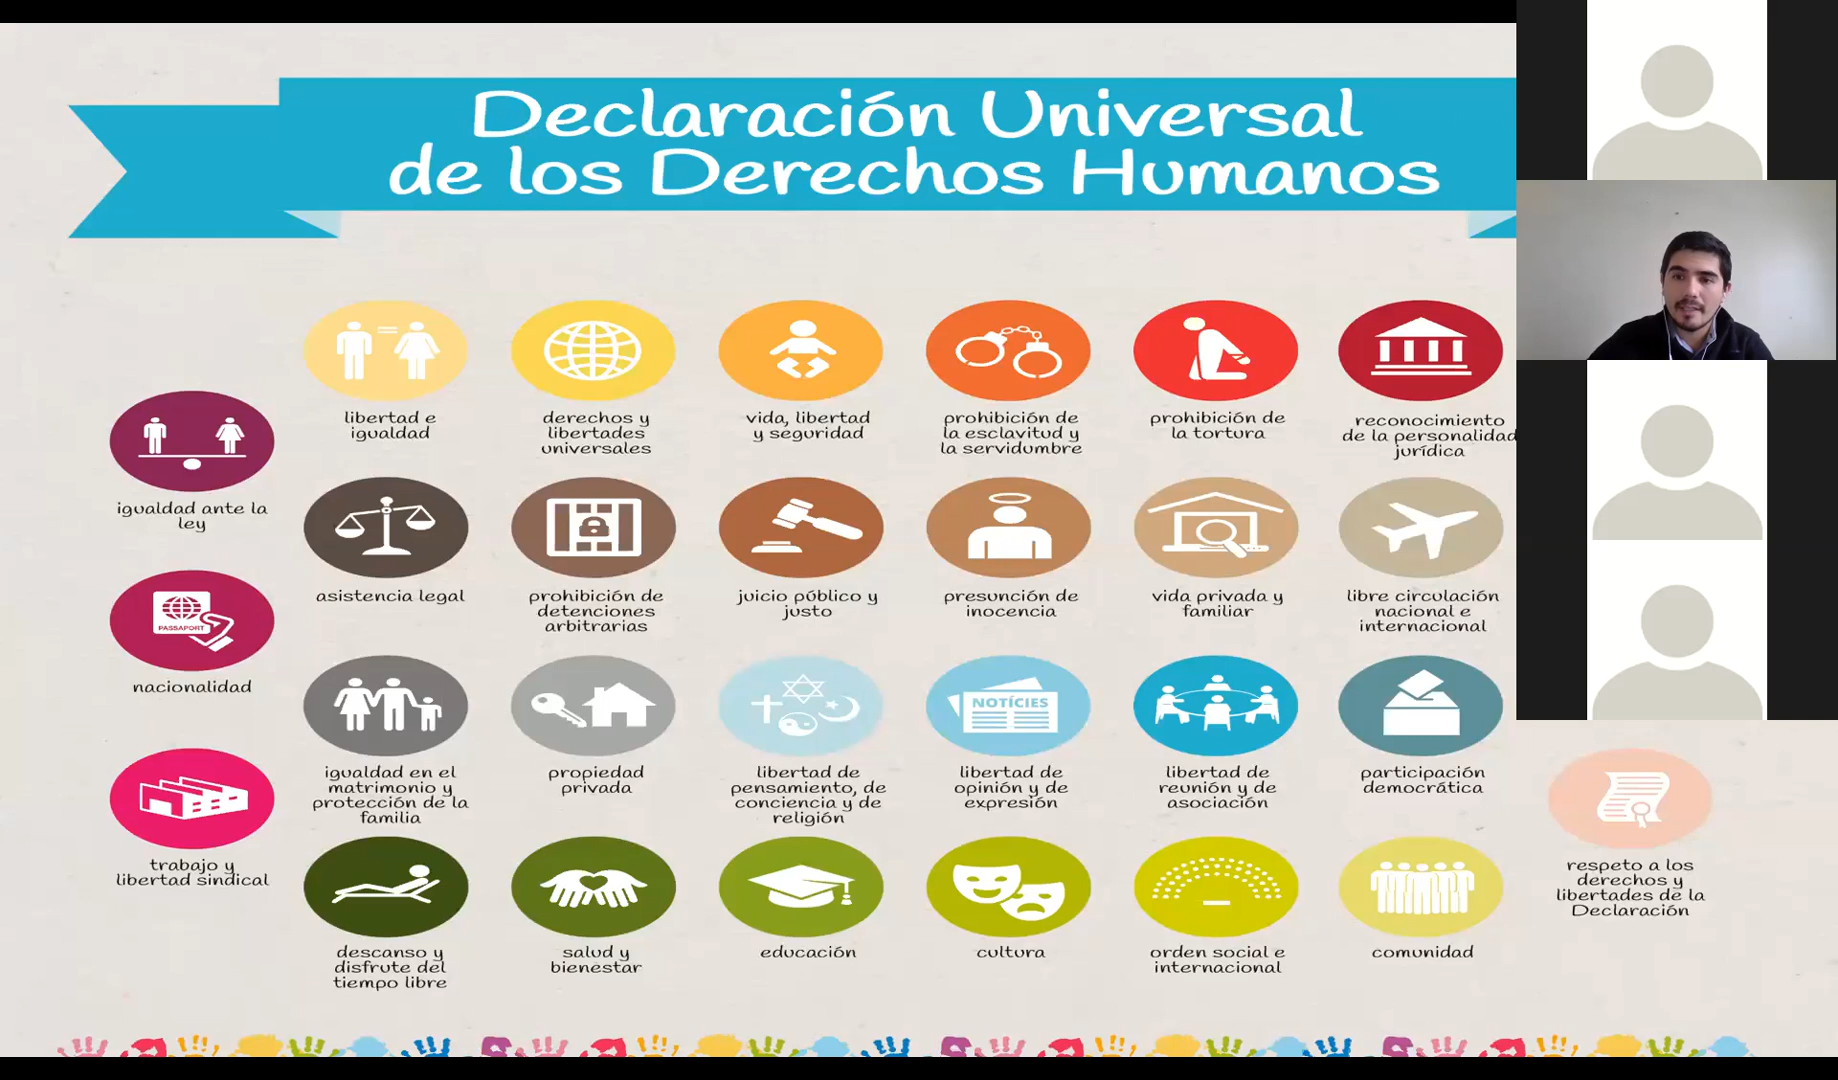 Declaración Universal
de los Derechos Humanos
libertad e
igualdad
derechos y
libertades
universales
vida, libertad
y seguridad
prohibición de
la esclavitud y
la servidumbre
prohibición de
la tortura
reconocimiento
de la personalidad
jurídica
igualdad ante la
ley
asistencia legal
prohibición de
detenciones
arbitrarias
juicio público y
justo
presunción de
inocencia
vida privada y
familiar
libre circulación
nacional e
internacional
PASSAPORT
nacionalidad
igualdad en el
matrimonio y
protección de la
familia
propiedad
privada
libertad de
pensamiento, de
conciencia y de
religión
NOTÍCIES
libertad de
opinión y de
expresión
libertad de
reunión y de
asociación
participación
democrática
trabajo y
libertad sindical
respeto a los
derechos y
libertades de la
Declaración
descanso y
disfrute del
tiempo libre
salud y
bienestar
educación
cultura
orden social e
internacional
comunidad